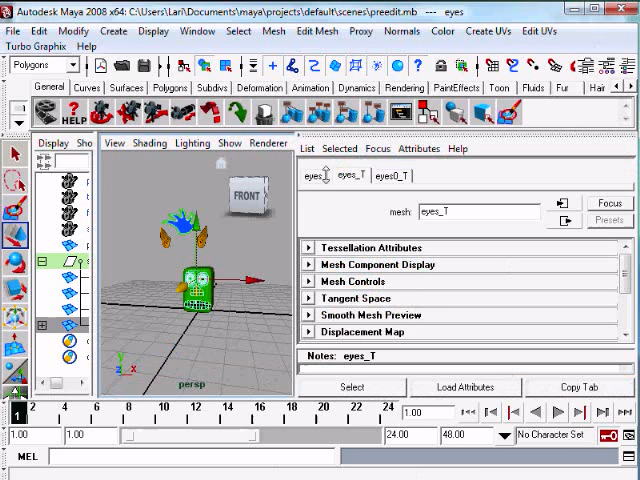 Autodesk Maya 2008 x64: C:\Users\Lari\Documents\maya\projects\default\scenes\preedit.mb --- eyes
File Edit Modify Create Display Window Assets Select Mesh Edit Mesh Proxy Normals Color Create UVs Edit UVs
Turbo Graphix Help
Polygons
General Curves Surfaces Polygons Subdivs Deformation Animation Dynamics Rendering PaintEffects Toon Fluids Fur Hair
HELP
Display Sho
View Shading Lighting Show Renderer
List Selected Focus Attributes Help
eyes eyes_T eyes0_T
FRONT
mesh: eyes_T
Focus
Presets
Tessellation Attributes
Mesh Component Display
Mesh Controls
Tangent Space
Smooth Mesh Preview
Displacement Map
y
z x
persp
Notes: eyes_T
Select Load Attributes Copy Tab
1 2 4 6 8 10 12 14 16 18 20 22 24
1.00
1.00 1.00 24.00 48.00 No Character Set
MEL